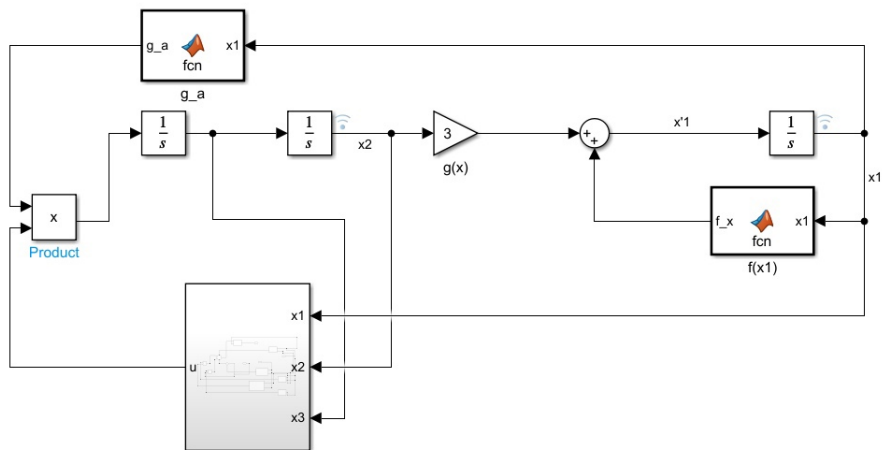 g_a
fcn
x1
g_a
1
s
1
s
x2
3
g(x)
+
+
x'1
1
s
x1
x
Product
f_x
fcn
x1
f(x1)
u
x1
x2
x3